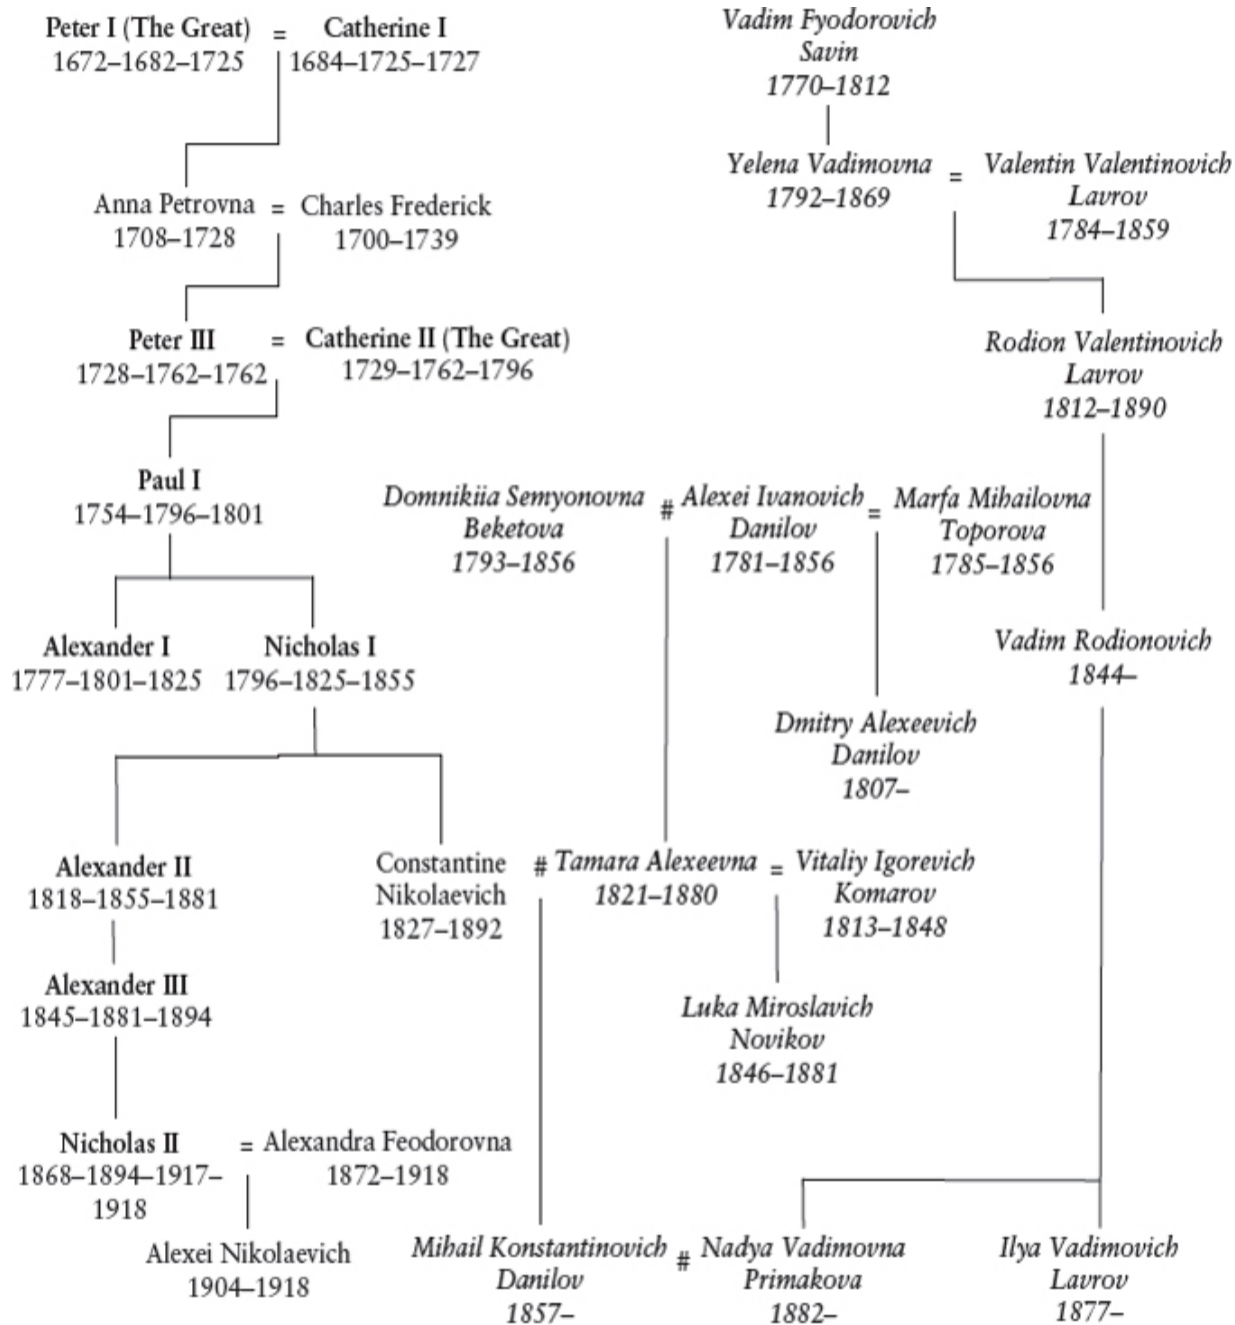 Peter I (The Great) = Catherine I
1672–1682–1725 1684–1725–1727
Vadim Fyodorovich
Savin
1770–1812
Yelena Vadimovna = Valentin Valentinovich
1792–1869 Lavrov
1784–1859
Anna Petrovna = Charles Frederick
1708–1728 1700–1739
Peter III = Catherine II (The Great)
1728–1762–1762 1729–1762–1796
Rodion Valentinovich
Lavrov
1812–1890
Paul I
1754–1796–1801
Domnikiia Semyonovna # Alexei Ivanovich = Marfa Mihailovna
Beketova Danilov Toporova
1793–1856 1781–1856 1785–1856
Alexander I Nicholas I
1777–1801–1825 1796–1825–1855
Vadim Rodionovich
1844–
Dmitry Alexeevich
Danilov
1807–
Alexander II
1818–1855–1881
Constantine # Tamara Alexeevna = Vitaliy Igorevich
Nikolaevich 1821–1880 Komarov
1827–1892 1813–1848
Alexander III
1845–1881–1894
Luka Miroslavich
Novikov
1846–1881
Nicholas II = Alexandra Feodorovna
1868–1894–1917– 1872–1918
1918
Alexei Nikolaevich
1904–1918
Mihail Konstantinovich # Nadya Vadimovna Ilya Vadimovich
Danilov Primakova Lavrov
1857– 1882– 1877–